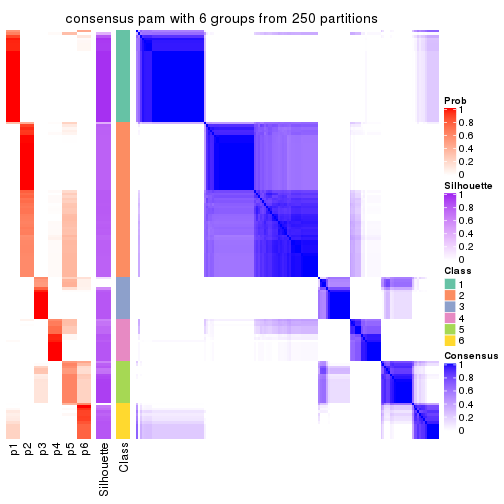 consensus pam with 6 groups from 250 partitions
Prob
1
0.8
0.6
0.4
0.2
0
Silhouette
1
0.8
0.6
0.4
0.2
0
Class
1
2
3
4
5
6
Consensus
1
0.8
0.6
0.4
0.2
0
p1
p2
p3
p4
p5
p6
Silhouette
Class